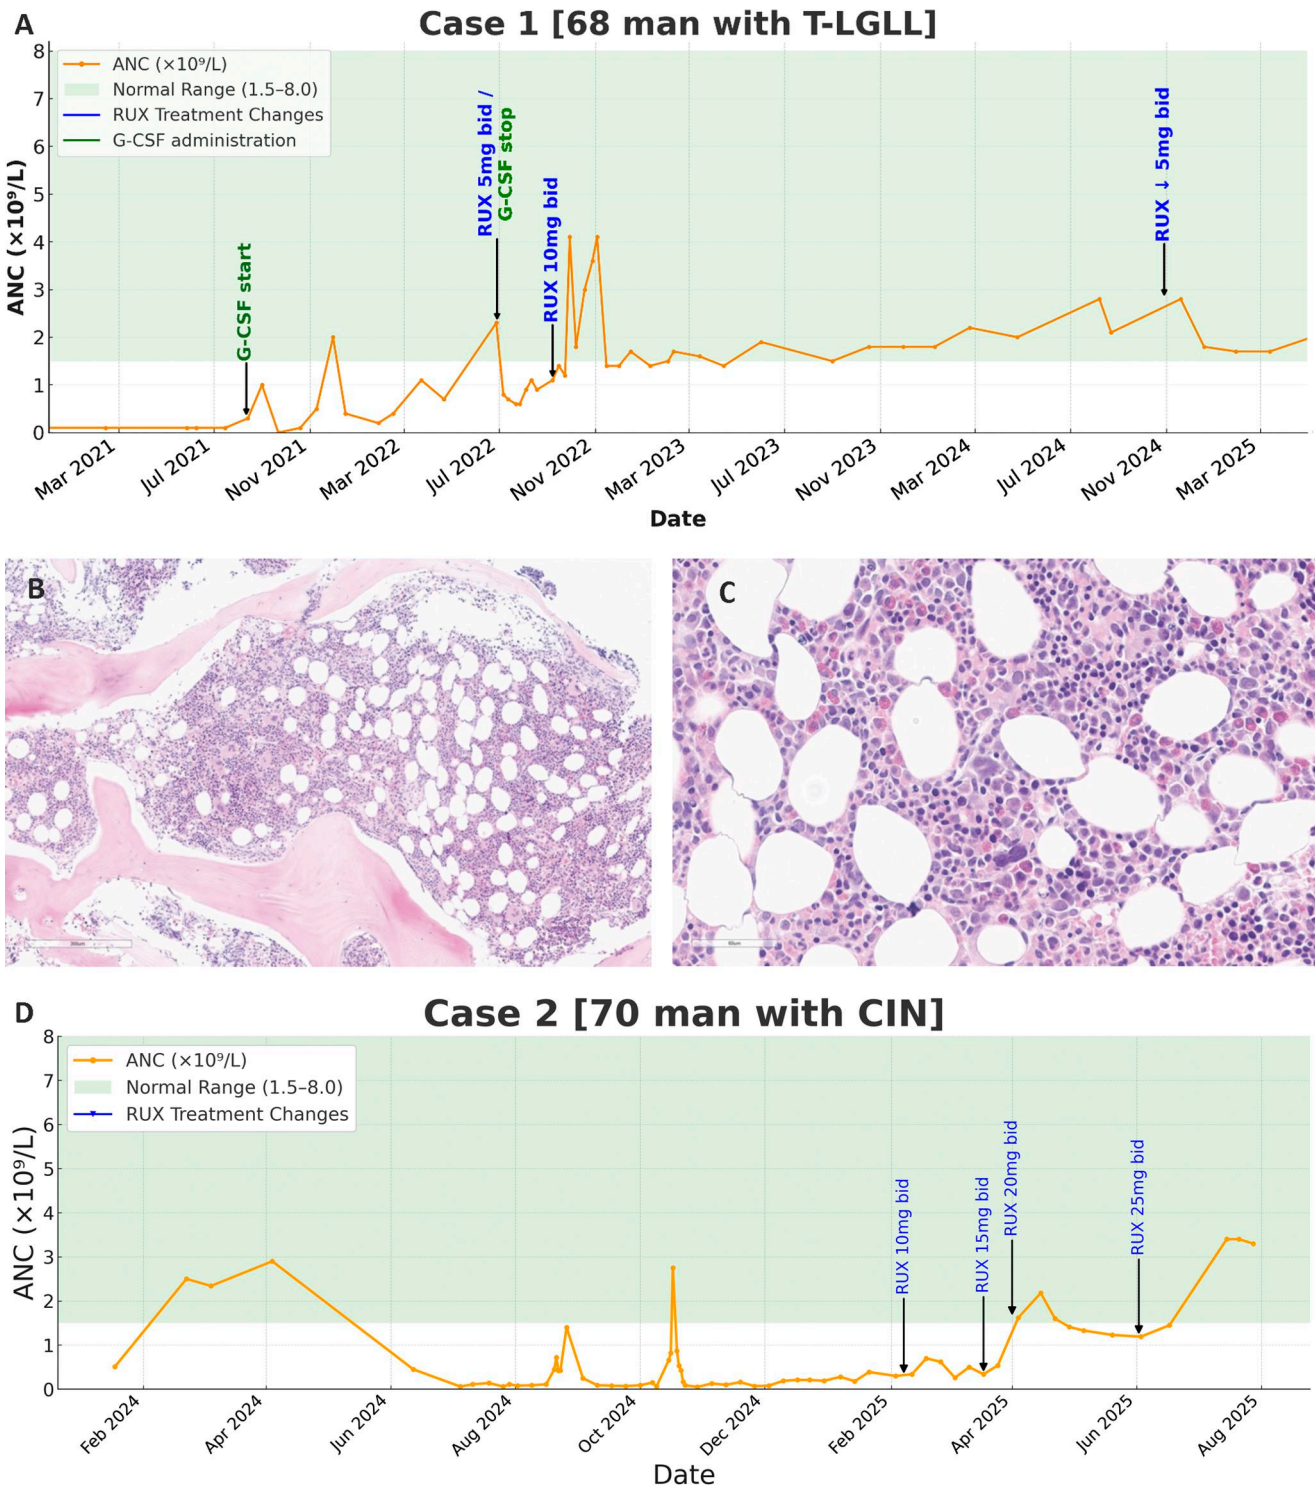 A
Case 1 [68 man with T-LGLL]
ANC (×10⁹/L)
8
7
6
5
4
3
2
1
0
ANC (×10⁹/L)
Normal Range (1.5–8.0)
RUX Treatment Changes
G-CSF administration
G-CSF start
RUX 5mg bid /
G-CSF stop
RUX 10mg bid
RUX ↓ 5mg bid
Mar 2021
Jul 2021
Nov 2021
Mar 2022
Jul 2022
Nov 2022
Mar 2023
Jul 2023
Nov 2023
Mar 2024
Jul 2024
Nov 2024
Mar 2025
Date
B
C
D
Case 2 [70 man with CIN]
ANC (×10⁹/L)
8
7
6
5
4
3
2
1
0
ANC (×10⁹/L)
Normal Range (1.5–8.0)
RUX Treatment Changes
RUX 10mg bid
RUX 15mg bid
RUX 20mg bid
RUX 25mg bid
Feb 2024
Apr 2024
Jun 2024
Aug 2024
Oct 2024
Dec 2024
Feb 2025
Apr 2025
Jun 2025
Aug 2025
Date